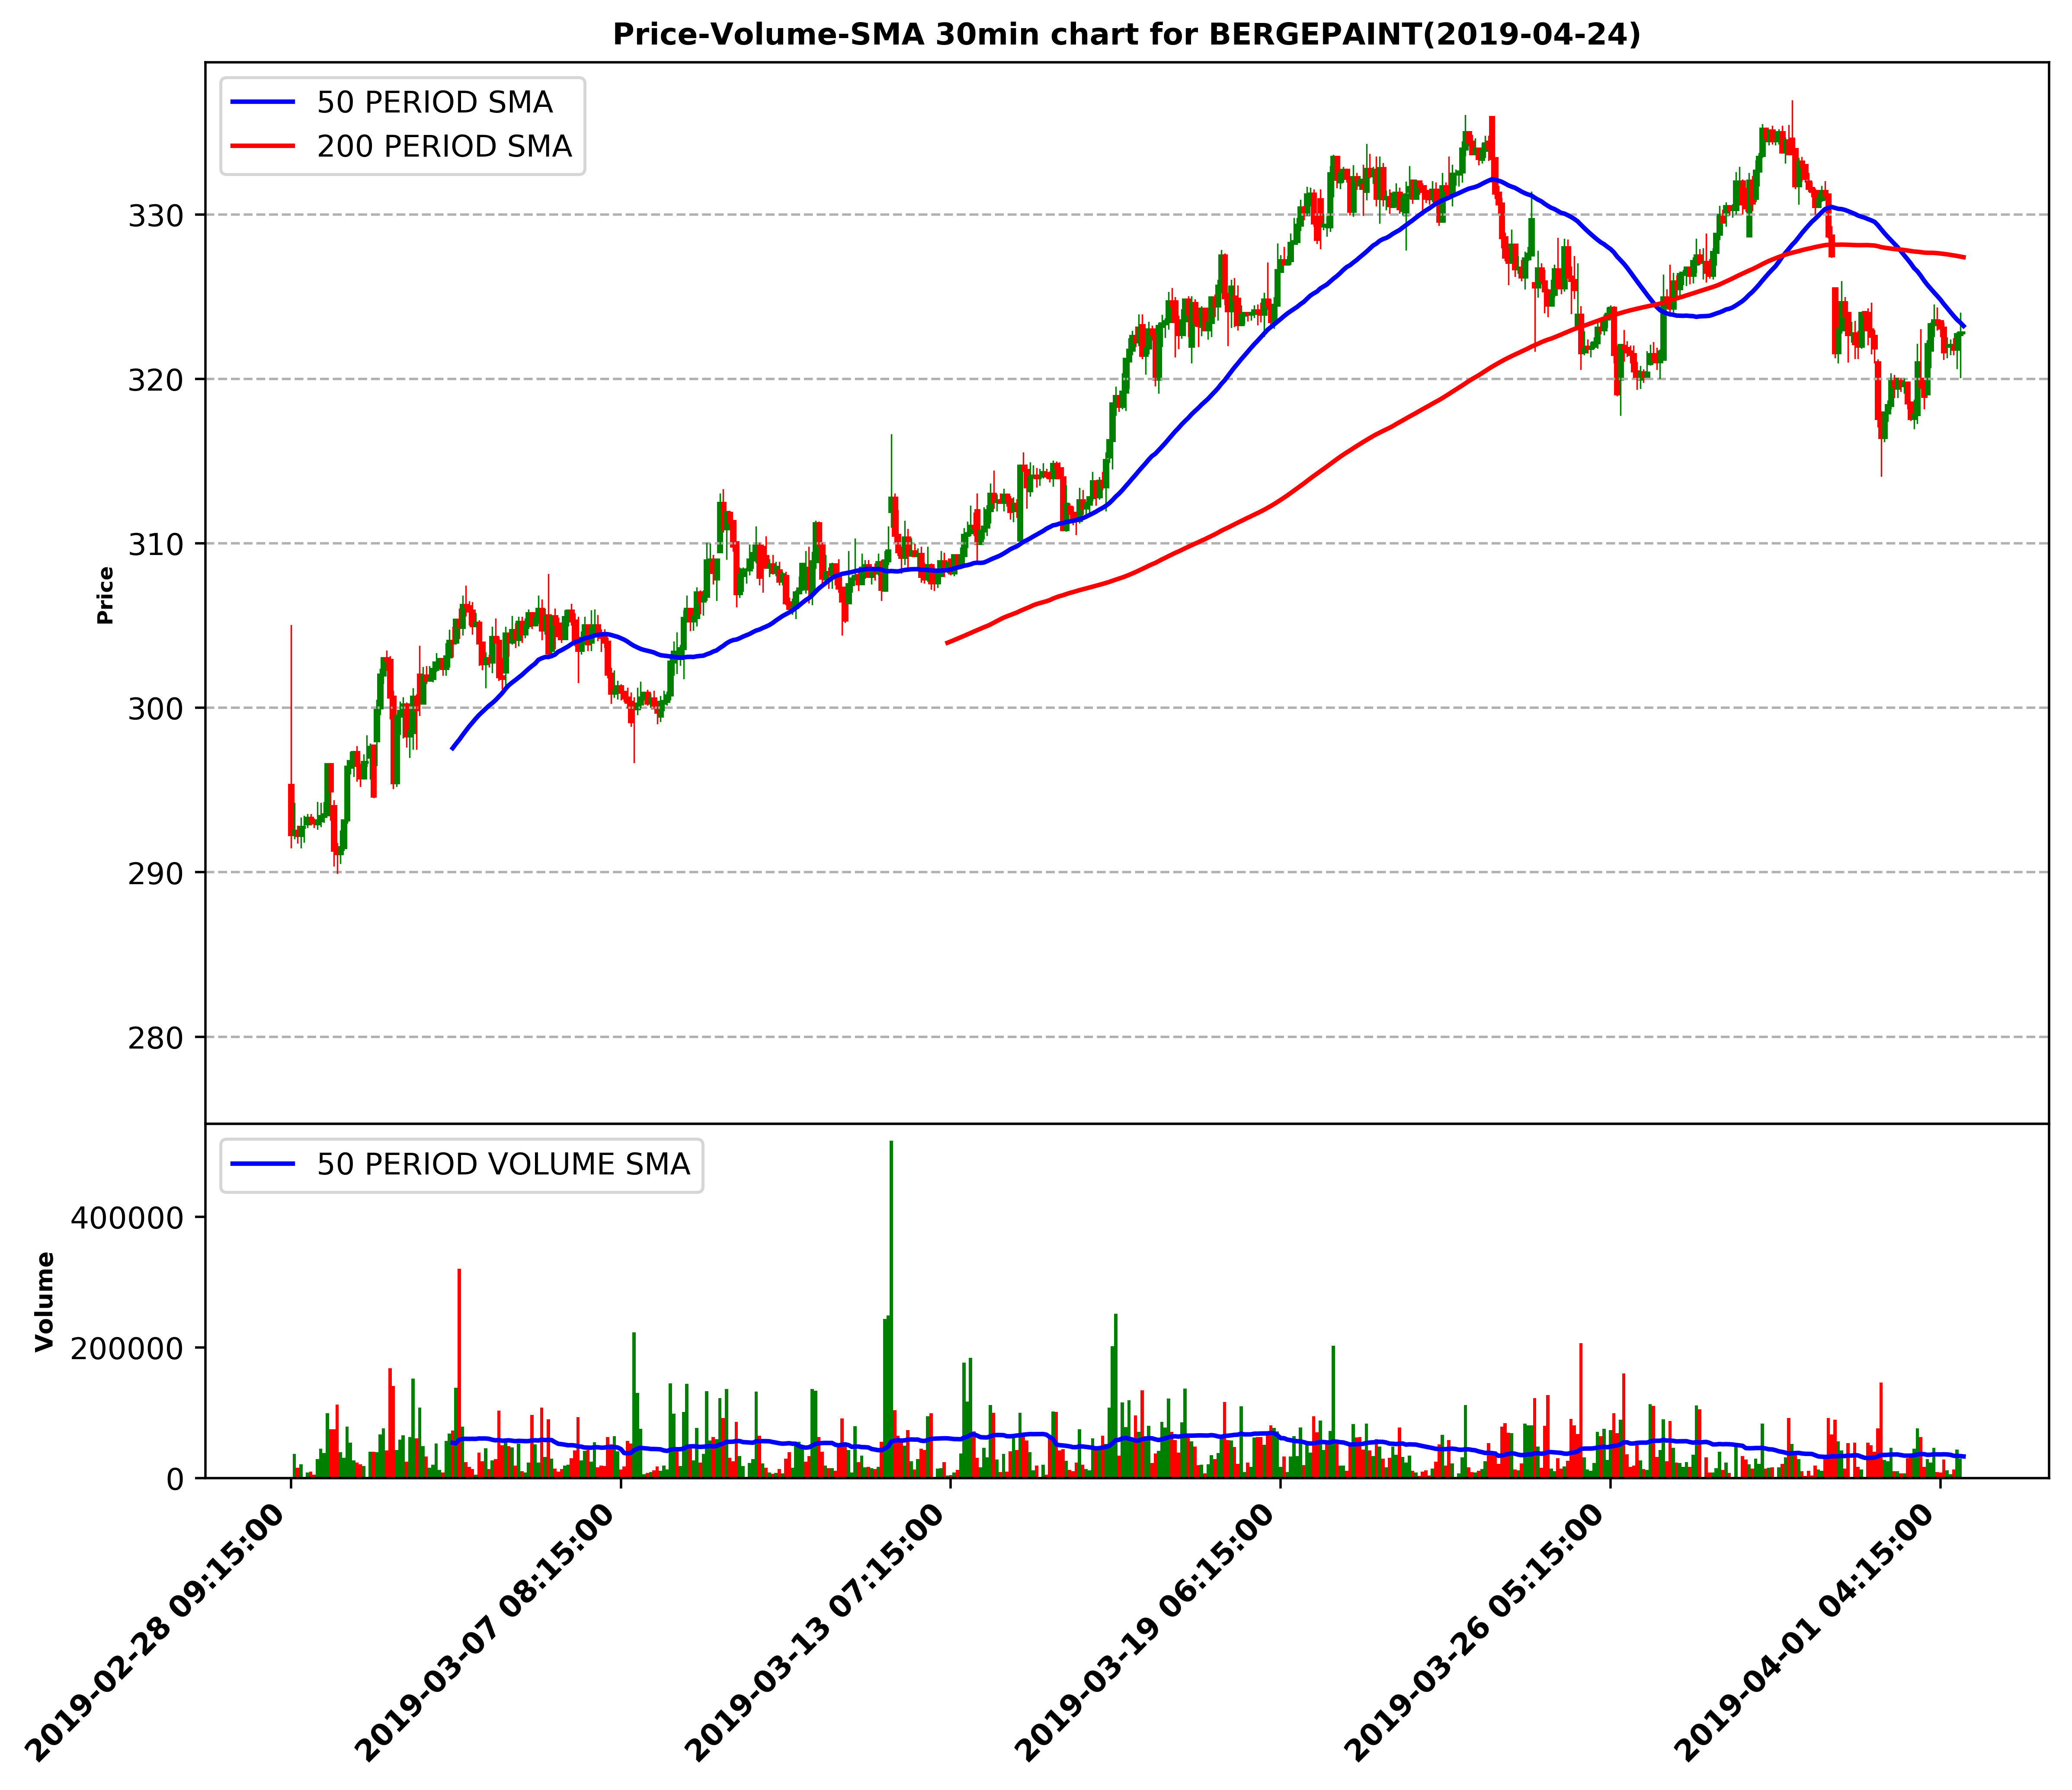 Price-Volume-SMA 30min chart for BERGEPAINT(2019-04-24)
50 PERIOD SMA
200 PERIOD SMA
330
320
310
300
290
280
Price
50 PERIOD VOLUME SMA
400000
200000
0
Volume
2019-02-28 09:15:00
2019-03-07 08:15:00
2019-03-13 07:15:00
2019-03-19 06:15:00
2019-03-26 05:15:00
2019-04-01 04:15:00